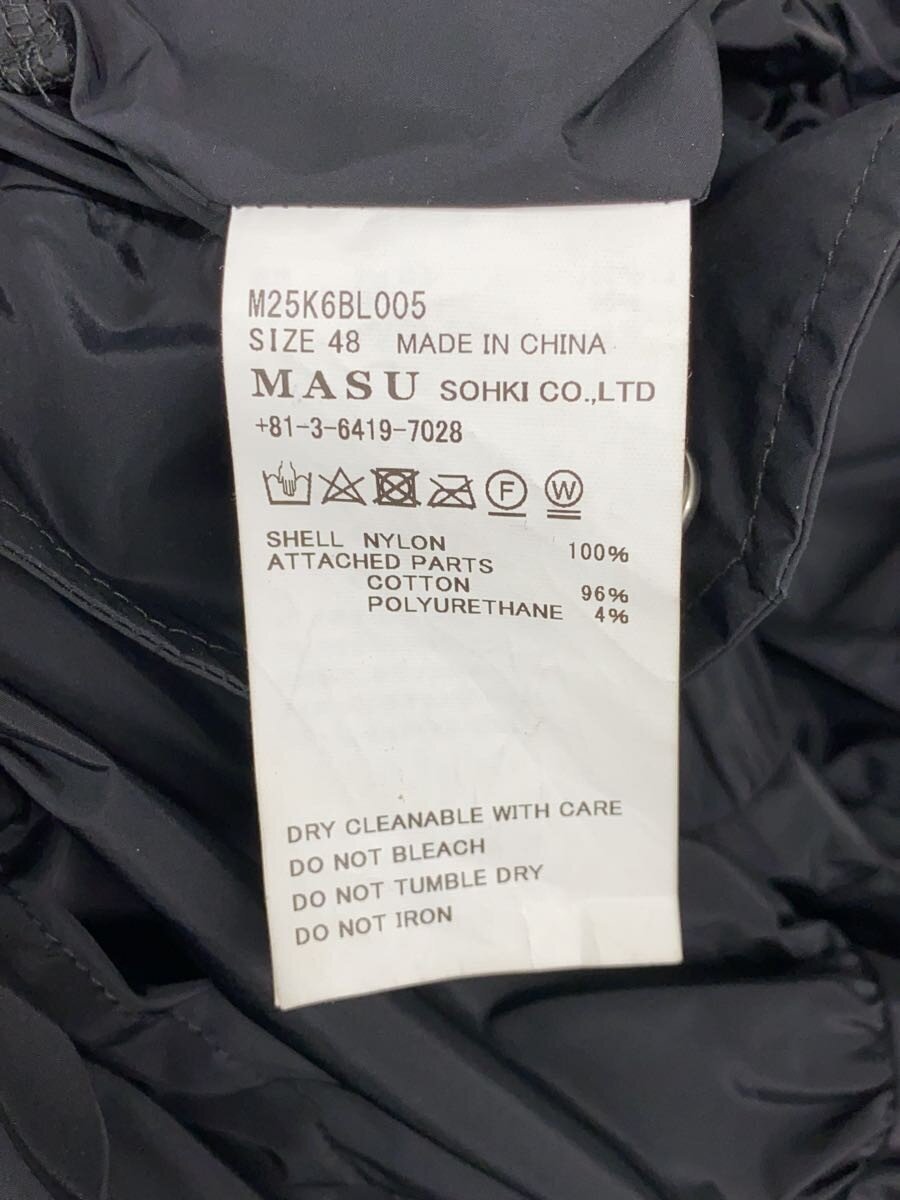 M25K6BL005
SIZE 48 MADE IN CHINA
MASU SOHKI CO.,LTD
+81-3-6419-7028
F W
SHELL NYLON 100%
ATTACHED PARTS
COTTON 96%
POLYURETHANE 4%
DRY CLEANABLE WITH CARE
DO NOT BLEACH
DO NOT TUMBLE DRY
DO NOT IRON